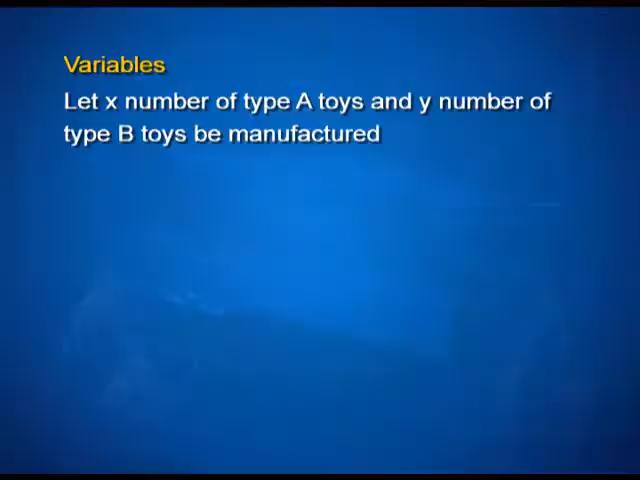 Variables
Let x number of type A toys and y number of
type B toys be manufactured